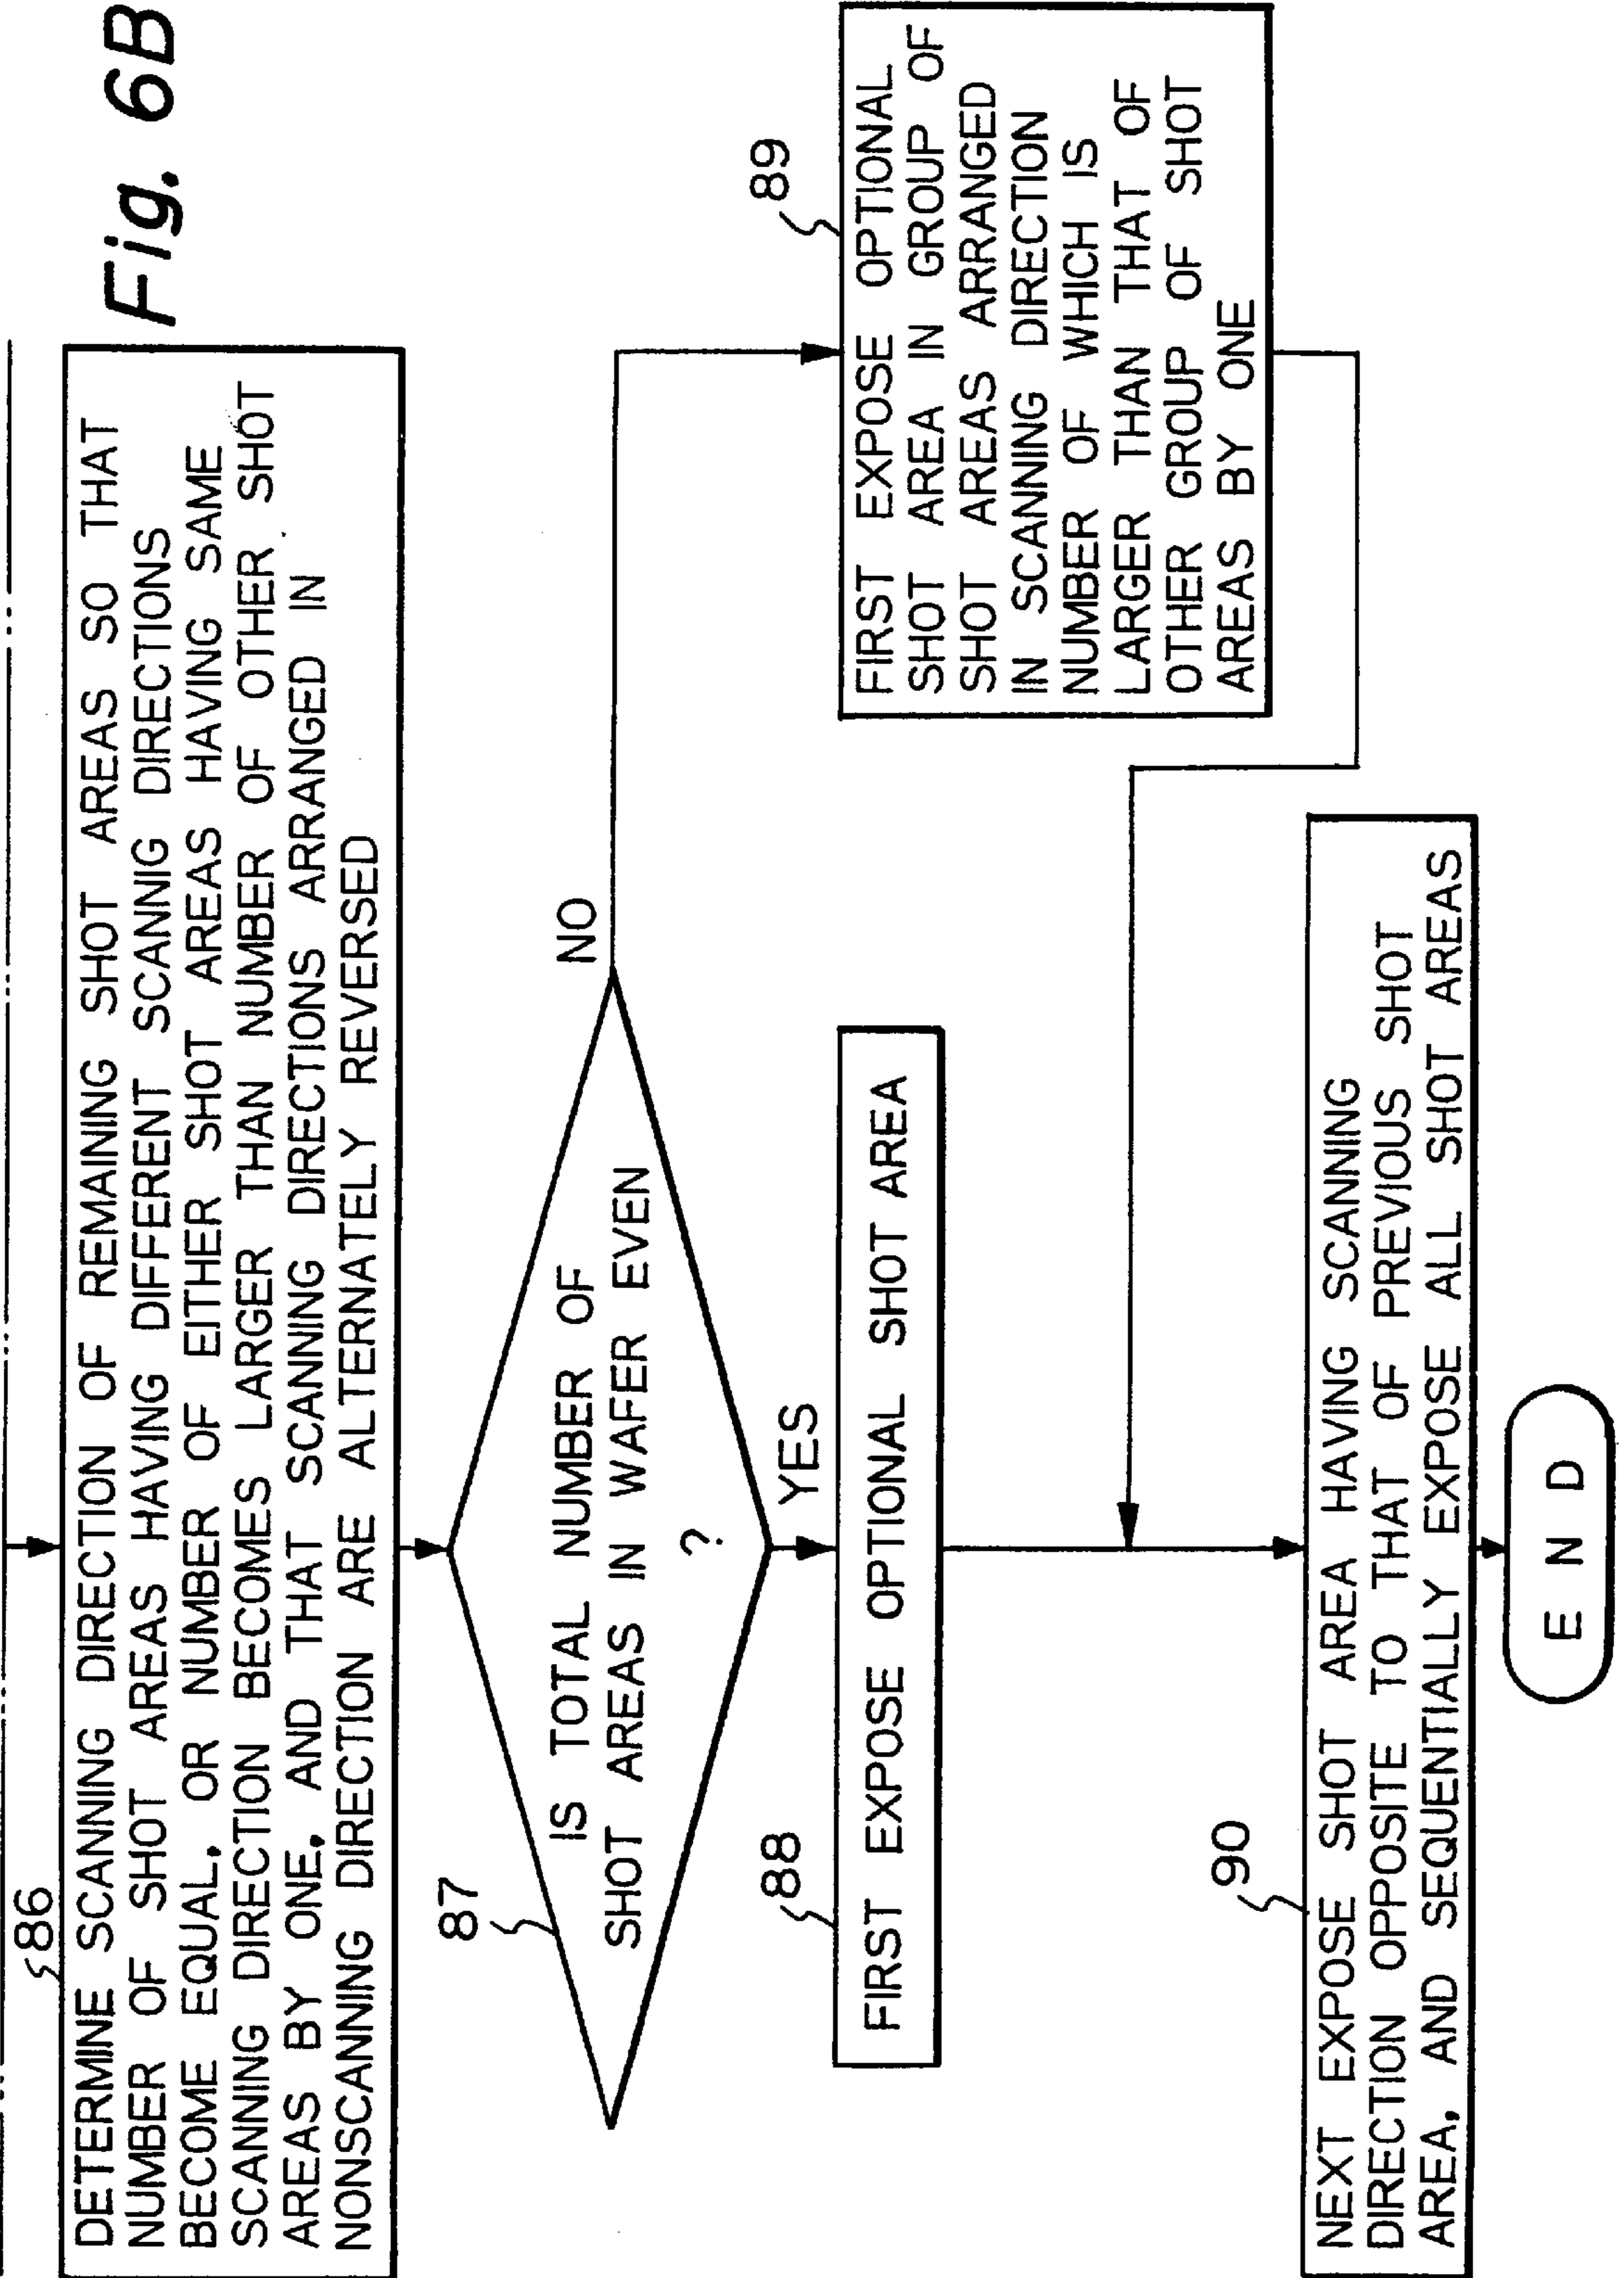 Fig. 6B
86
DETERMINE SCANNING DIRECTION OF REMAINING SHOT AREAS SO THAT
NUMBER OF SHOT AREAS HAVING DIFFERENT SCANNIG DIRECTIONS
BECOME EQUAL, OR NUMBER OF EITHER SHOT AREAS HAVING SAME
SCANNING DIRECTION BECOMES LARGER THAN NUMBER OF OTHER SHOT
AREAS BY ONE, AND THAT SCANNING DIRECTIONS ARRANGED IN
NONSCANNING DIRECTION ARE ALTERNATELY REVERSED
87
IS TOTAL NUMBER OF
SHOT AREAS IN WAFER EVEN
?
NO
YES
88
FIRST EXPOSE OPTIONAL SHOT AREA
89
FIRST EXPOSE OPTIONAL
SHOT AREA IN GROUP OF
SHOT AREAS ARRANGED
IN SCANNING DIRECTION
NUMBER OF WHICH IS
LARGER THAN THAT OF
OTHER GROUP OF SHOT
AREAS BY ONE
90
NEXT EXPOSE SHOT AREA HAVING SCANNING
DIRECTION OPPOSITE TO THAT OF PREVIOUS SHOT
AREA, AND SEQUENTIALLY EXPOSE ALL SHOT AREAS
END